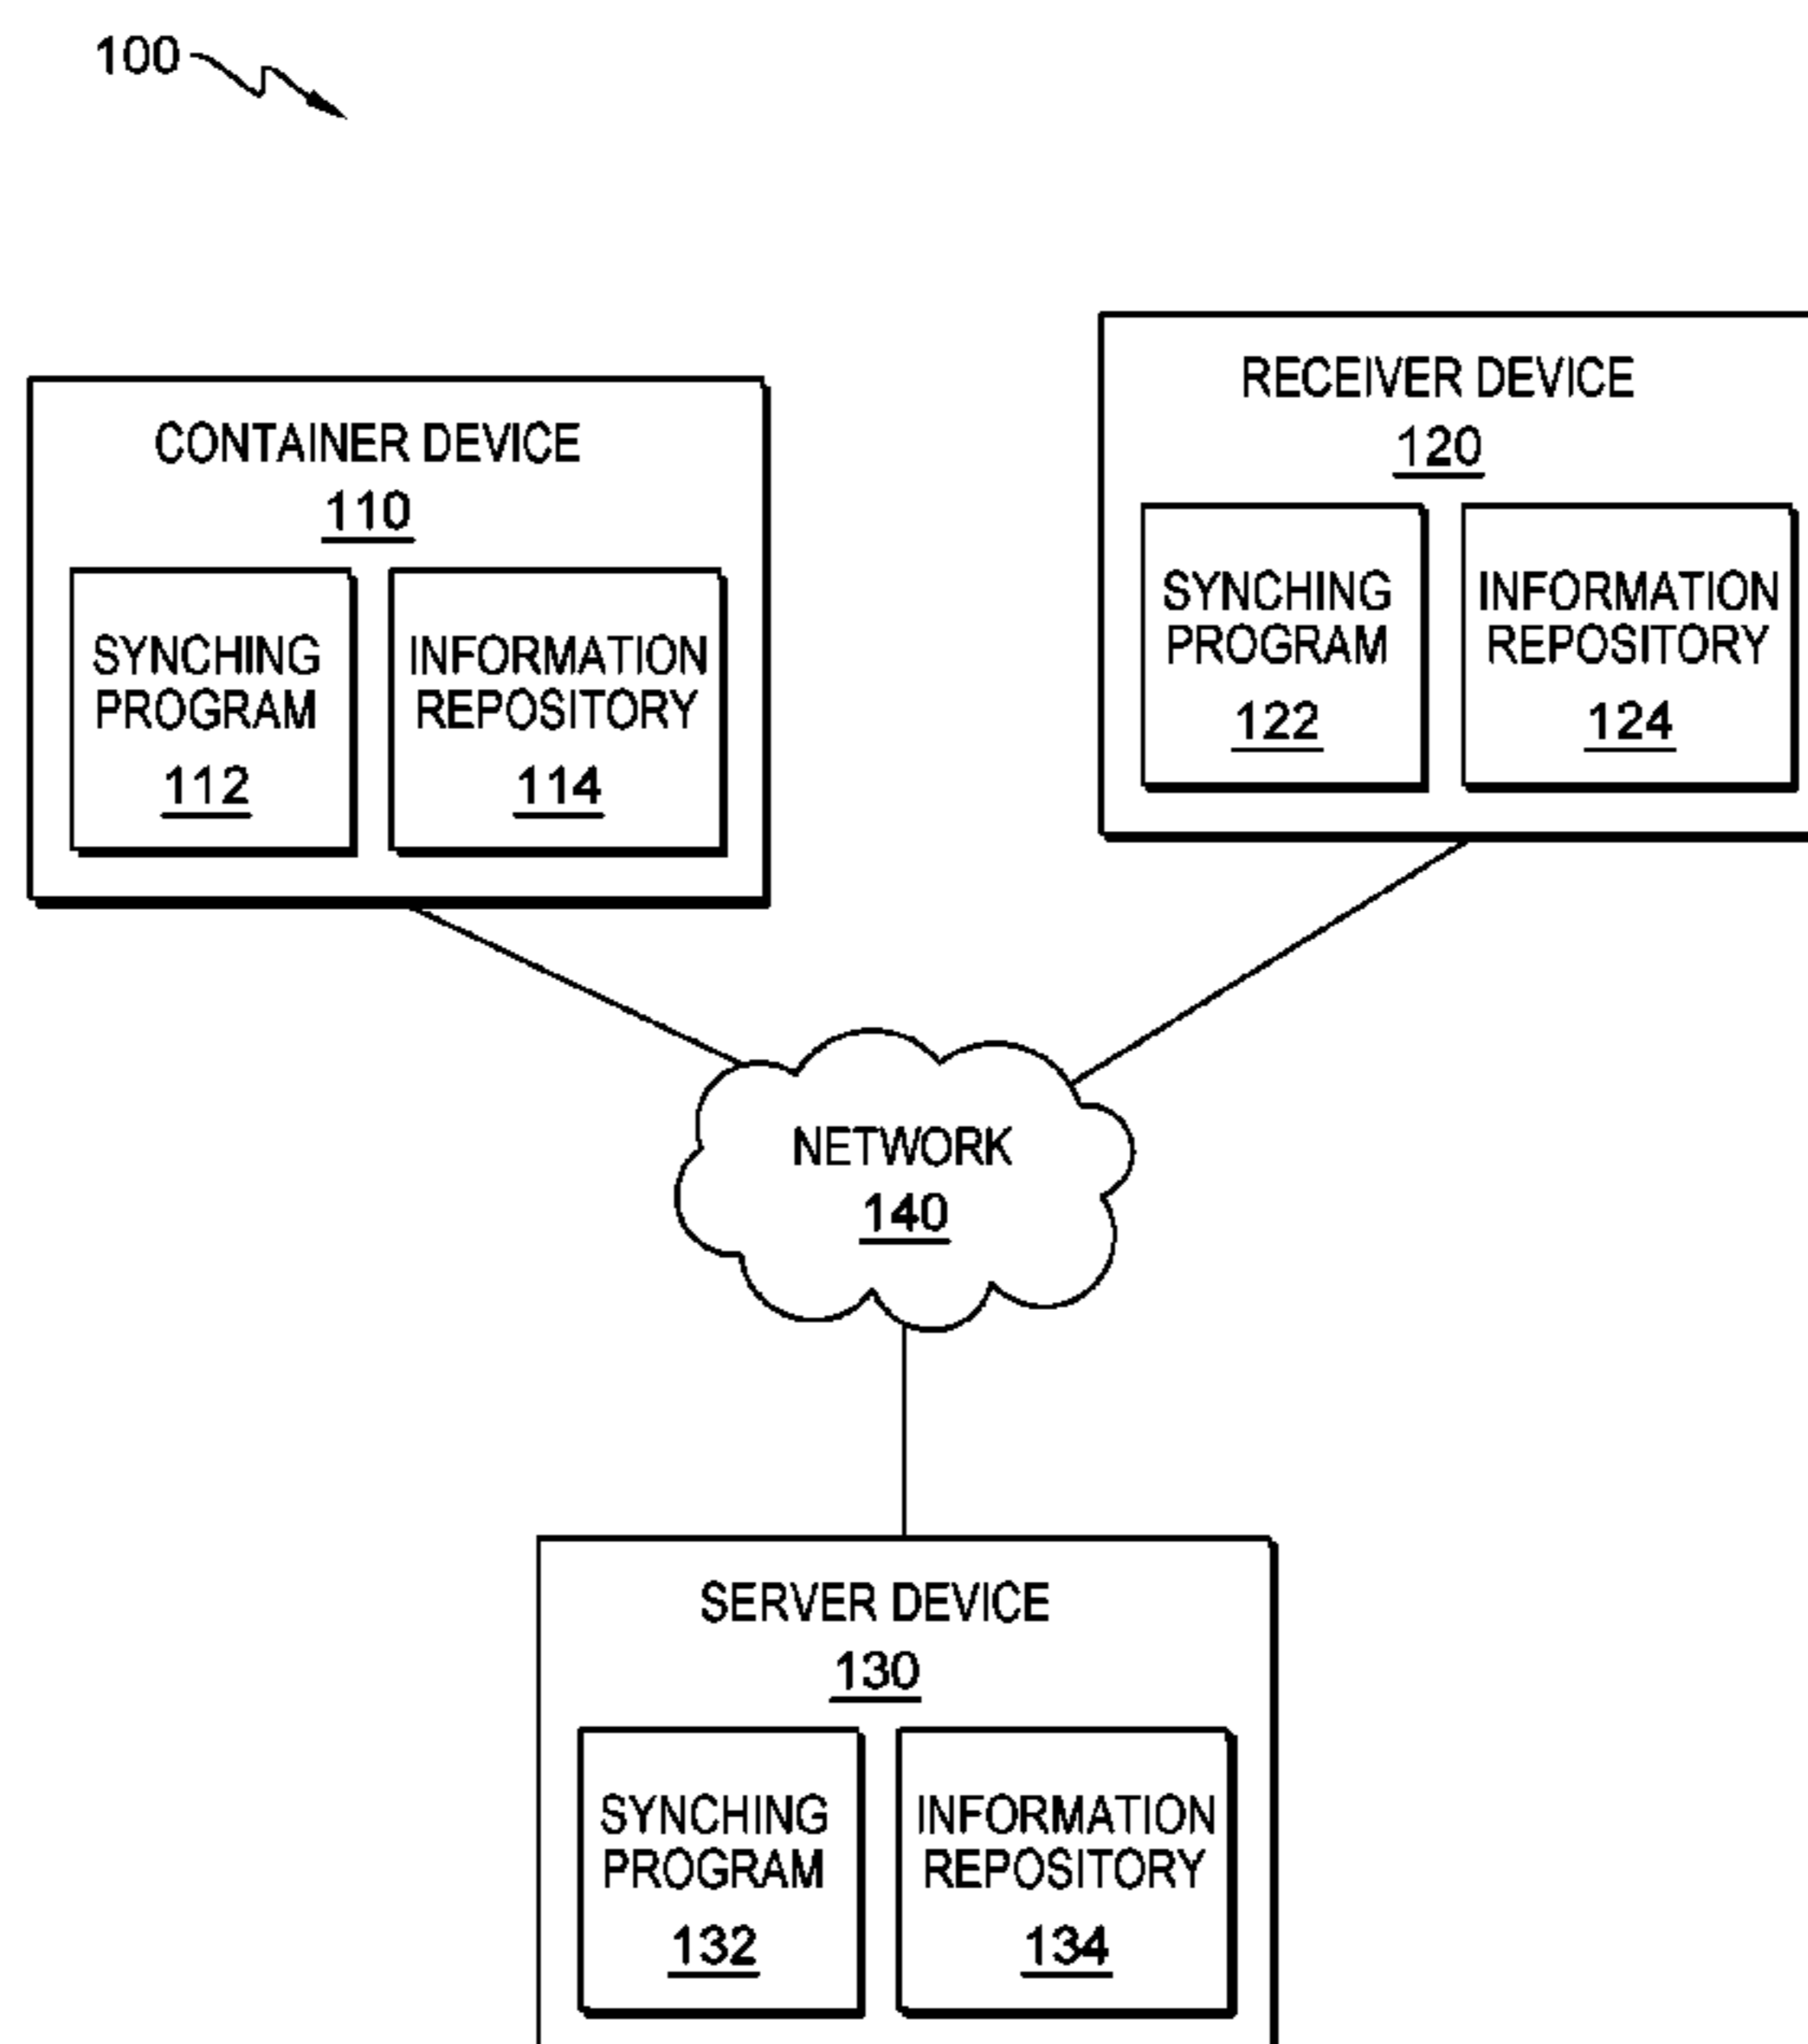 100
CONTAINER DEVICE
110
SYNCHING
PROGRAM
112
INFORMATION
REPOSITORY
114
RECEIVER DEVICE
120
SYNCHING
PROGRAM
122
INFORMATION
REPOSITORY
124
NETWORK
140
SERVER DEVICE
130
SYNCHING
PROGRAM
132
INFORMATION
REPOSITORY
134